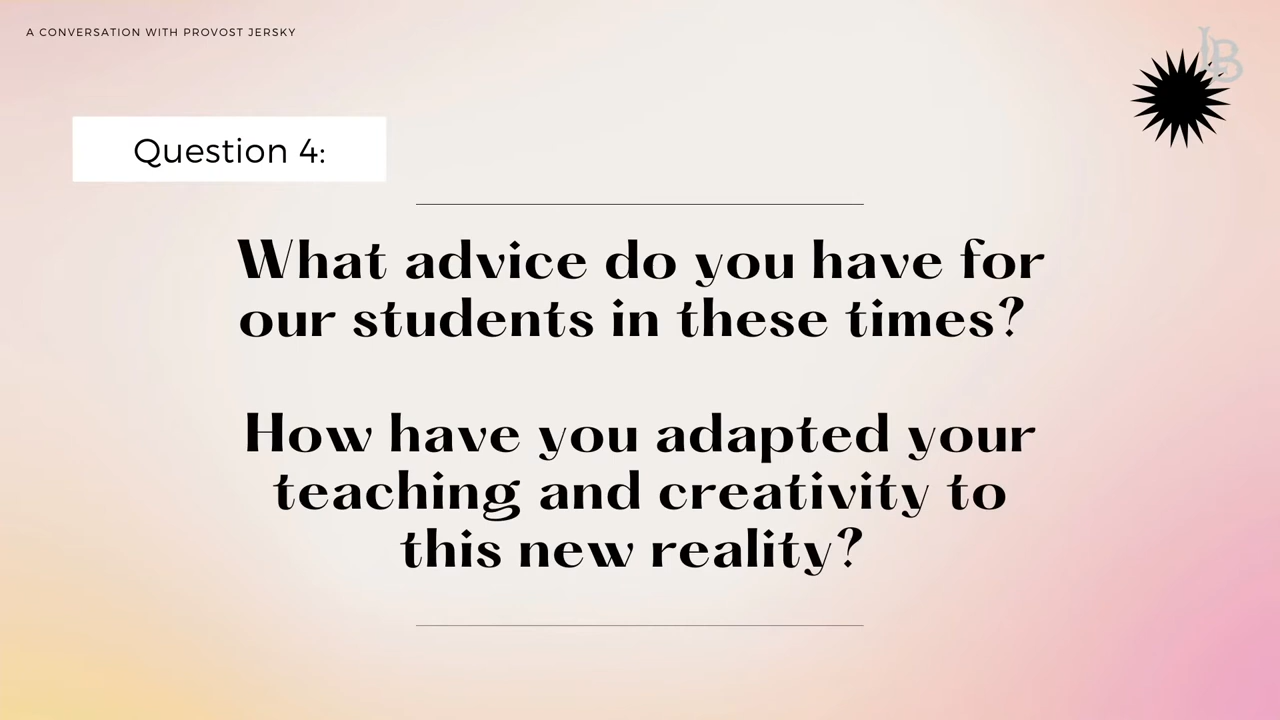 A CONVERSATION WITH PROVOST JERSKY
LB
Question 4:
What advice do you have for
our students in these times?
How have you adapted your
teaching and creativity to
this new reality?